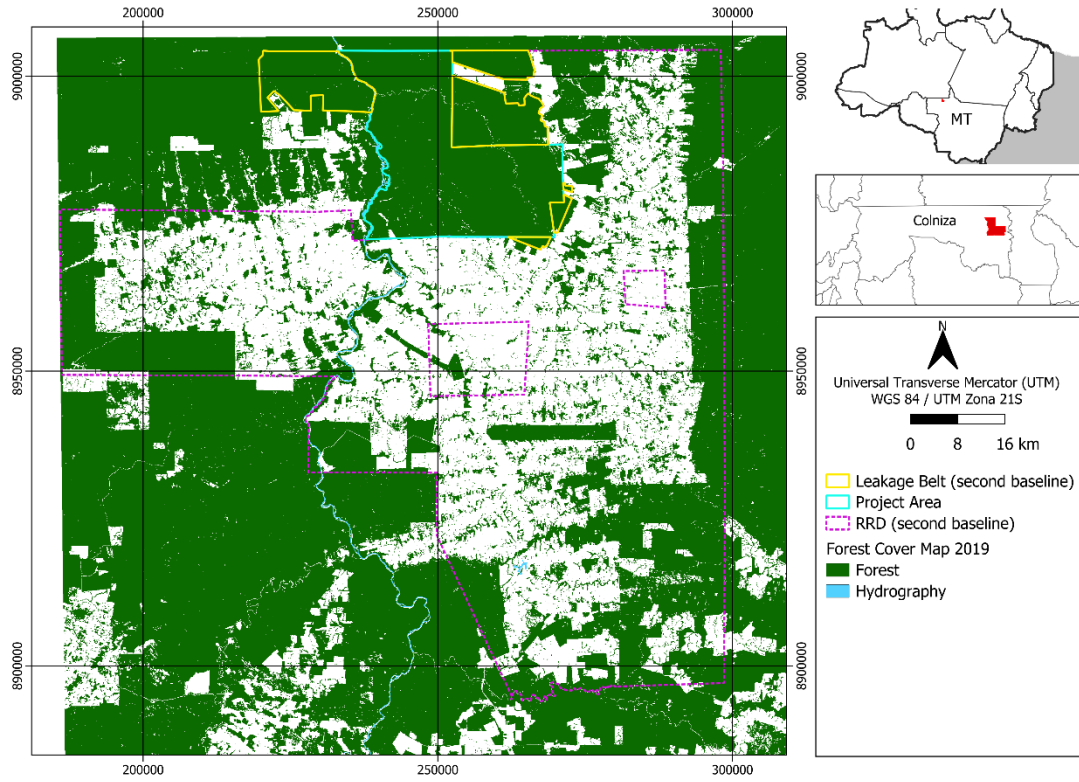 200000 250000 300000
9000000 9000000
8950000 8950000
8900000 8900000
200000 250000 300000
MT
Colniza
N
Universal Transverse Mercator (UTM)
WGS 84 / UTM Zona 21S
0 8 16 km
Leakage Belt (second baseline)
Project Area
RRD (second baseline)
Forest Cover Map 2019
Forest
Hydrography